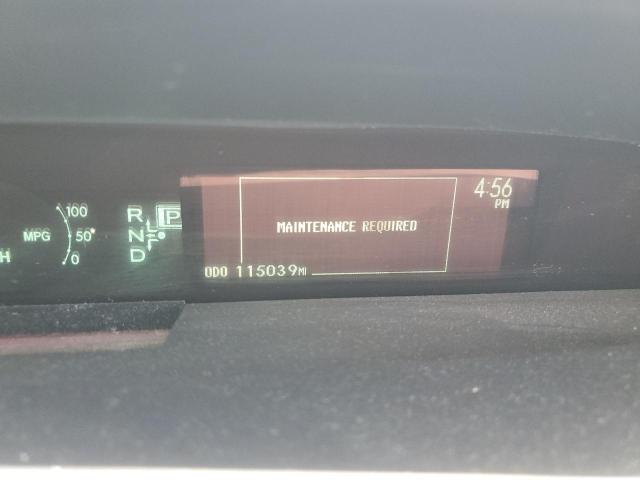 100
MPG 50
0
H
R P
N
D
4:56
PM
MAINTENANCE REQUIRED
ODO 115039MI